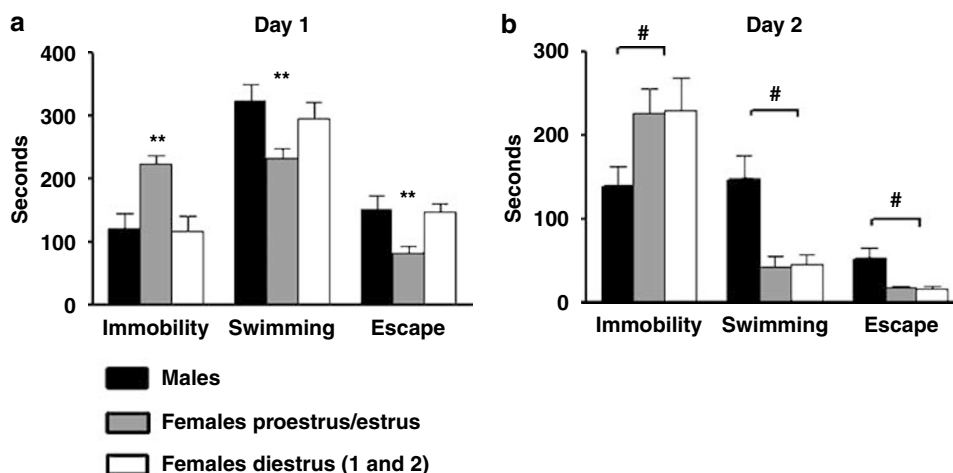 a
Day 1
Seconds
400
300
200
100
0
**
**
**
Immobility Swimming Escape
Males
Females proestrus/estrus
Females diestrus (1 and 2)
b
Day 2
Seconds
300
200
100
0
#
#
#
Immobility Swimming Escape